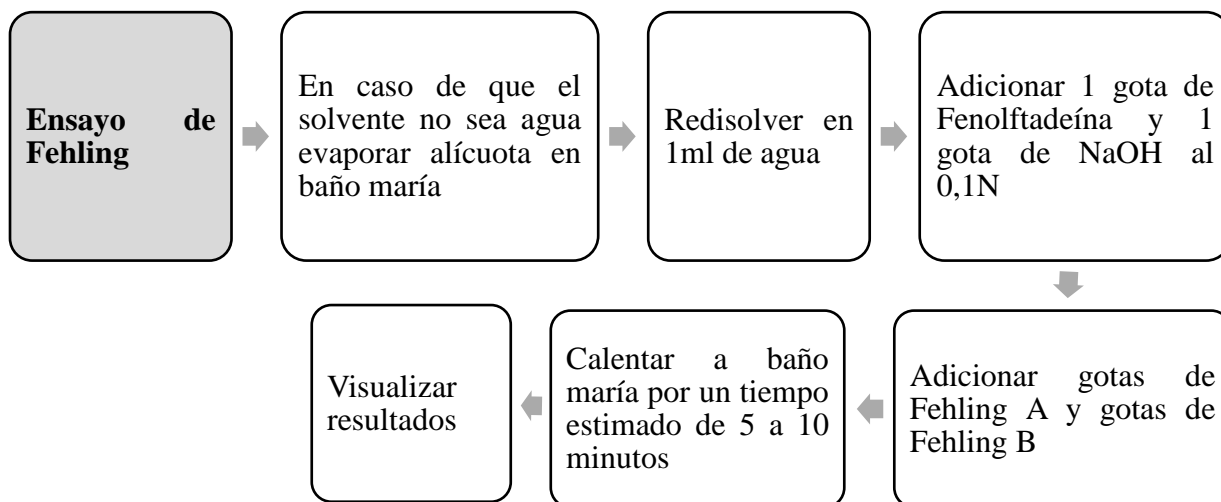 Ensayo de
Fehling
En caso de que el
solvente no sea agua
evaporar alícuota en
baño maría
Redisolver en
1ml de agua
Adicionar 1 gota de
Fenolftadeína y 1
gota de NaOH al
0,1N
Adicionar gotas de
Fehling A y gotas de
Fehling B
Calentar a baño
maría por un tiempo
estimado de 5 a 10
minutos
Visualizar
resultados